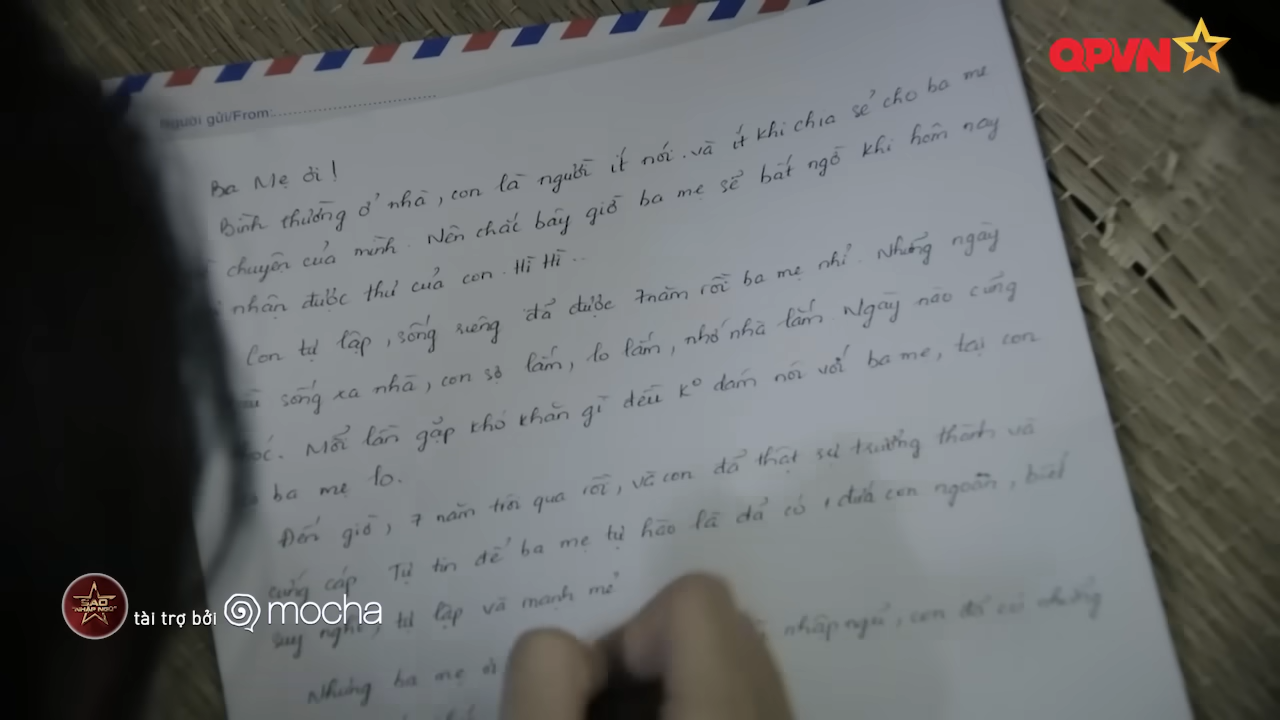 QPVN
Người gửi/From:
Ba Mẹ ơi!
Bình thường ở nhà, con là người ít nói và ít khi chia sẻ cho ba mẹ
chuyện của mình. Nên chắc bây giờ ba mẹ sẽ bất ngờ khi hôm nay
nhận được thư của con. Hì Hì..
Con tự lập, sống riêng đã được 7 năm rồi ba mẹ nhỉ. Những ngày
sống xa nhà, con sợ lắm, lo lắm, nhớ nhà lắm. Ngày nào cũng
Mỗi lần gặp khó khăn gì đều k° dám nói với ba mẹ, tại con
ba mẹ lo.
Đến giờ, 7 năm trôi qua rồi, và con đã thật sự trưởng thành và
cứng cáp. Tự tin để ba mẹ tự hào là đã có 1 đứa con ngoan, biết
suy nghĩ, tự lập và mạnh mẽ
Nhưng ba mẹ ơi nhập ngũ, con đã có những
SAO "NHẬP NGŨ" tài trợ bởi mocha